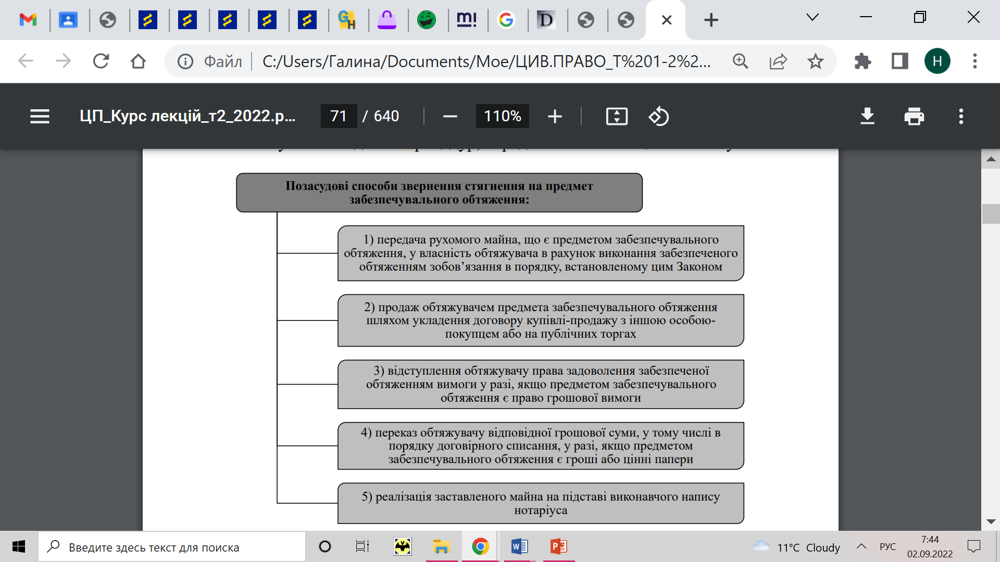 Файл
C:/Users/Галина/Documents/Мое/ЦИВ.ПРАВО_Т%201-2%2...
H
ЦП_Курс лекцій_т2_2022.p...
71 / 640
110%
Позасудові способи звернення стягнення на предмет
забезпечувального обтяження:
1) передача рухомого майна, що є предметом забезпечувального
обтяження, у власність обтяжувача в рахунок виконання забезпеченого
обтяженням зобов’язання в порядку, встановленому цим Законом
2) продаж обтяжувачем предмета забезпечувального обтяження
шляхом укладення договору купівлі-продажу з іншою особою-
покупцем або на публічних торгах
3) відступлення обтяжувачу права задоволення забезпеченої
обтяженням вимоги у разі, якщо предметом забезпечувального
обтяження є право грошової вимоги
4) переказ обтяжувачу відповідної грошової суми, у тому числі в
порядку договірного списання, у разі, якщо предметом
забезпечувального обтяження є гроші або цінні папери
5) реалізація заставленого майна на підставі виконавчого напису
нотаріуса
Введите здесь текст для поиска
11°C Cloudy
РУС
7:44
02.09.2022